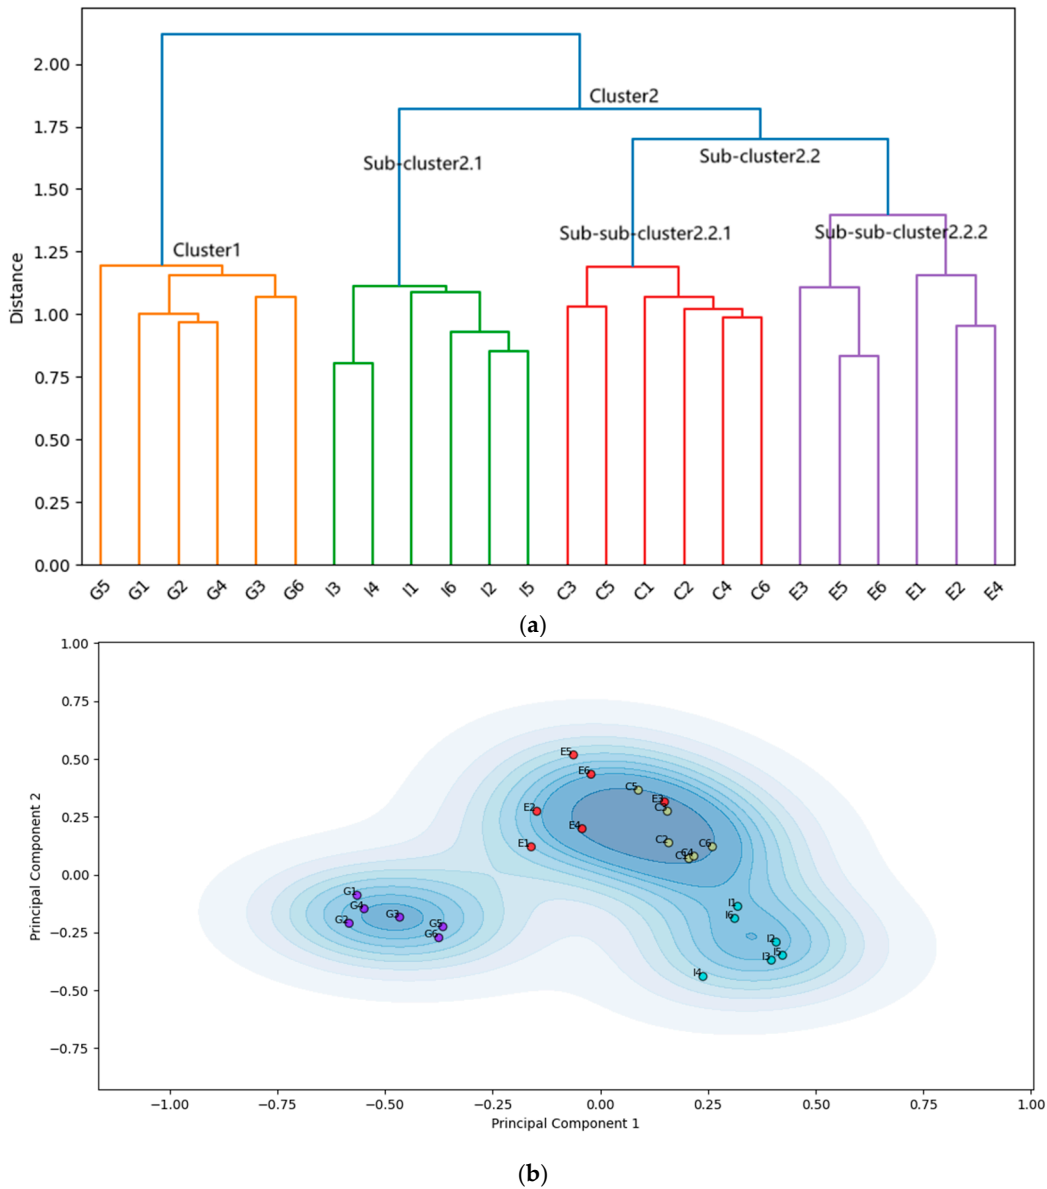 2.00
1.75
1.50
1.25
1.00
0.75
0.50
0.25
0.00
Distance
Cluster2
Sub-cluster2.1
Sub-cluster2.2
Sub-sub-cluster2.2.1
Sub-sub-cluster2.2.2
Cluster1
G5 G1 G2 G4 G3 G6 I3 I4 I1 I6 I2 I5 C3 C5 C1 C2 C4 C6 E3 E5 E6 E1 E2 E4
(a)
1.00
0.75
0.50
0.25
0.00
−0.25
−0.50
−0.75
Principal Component 2
E5
E6
C5
E3
C3
E2
E4
E1
C2
C6
C4
C1
G1
G4
G2
G3
G5
G6
I1
I6
I2
I5
I3
I4
−1.00 −0.75 −0.50 −0.25 0.00 0.25 0.50 0.75 1.00
Principal Component 1
(b)